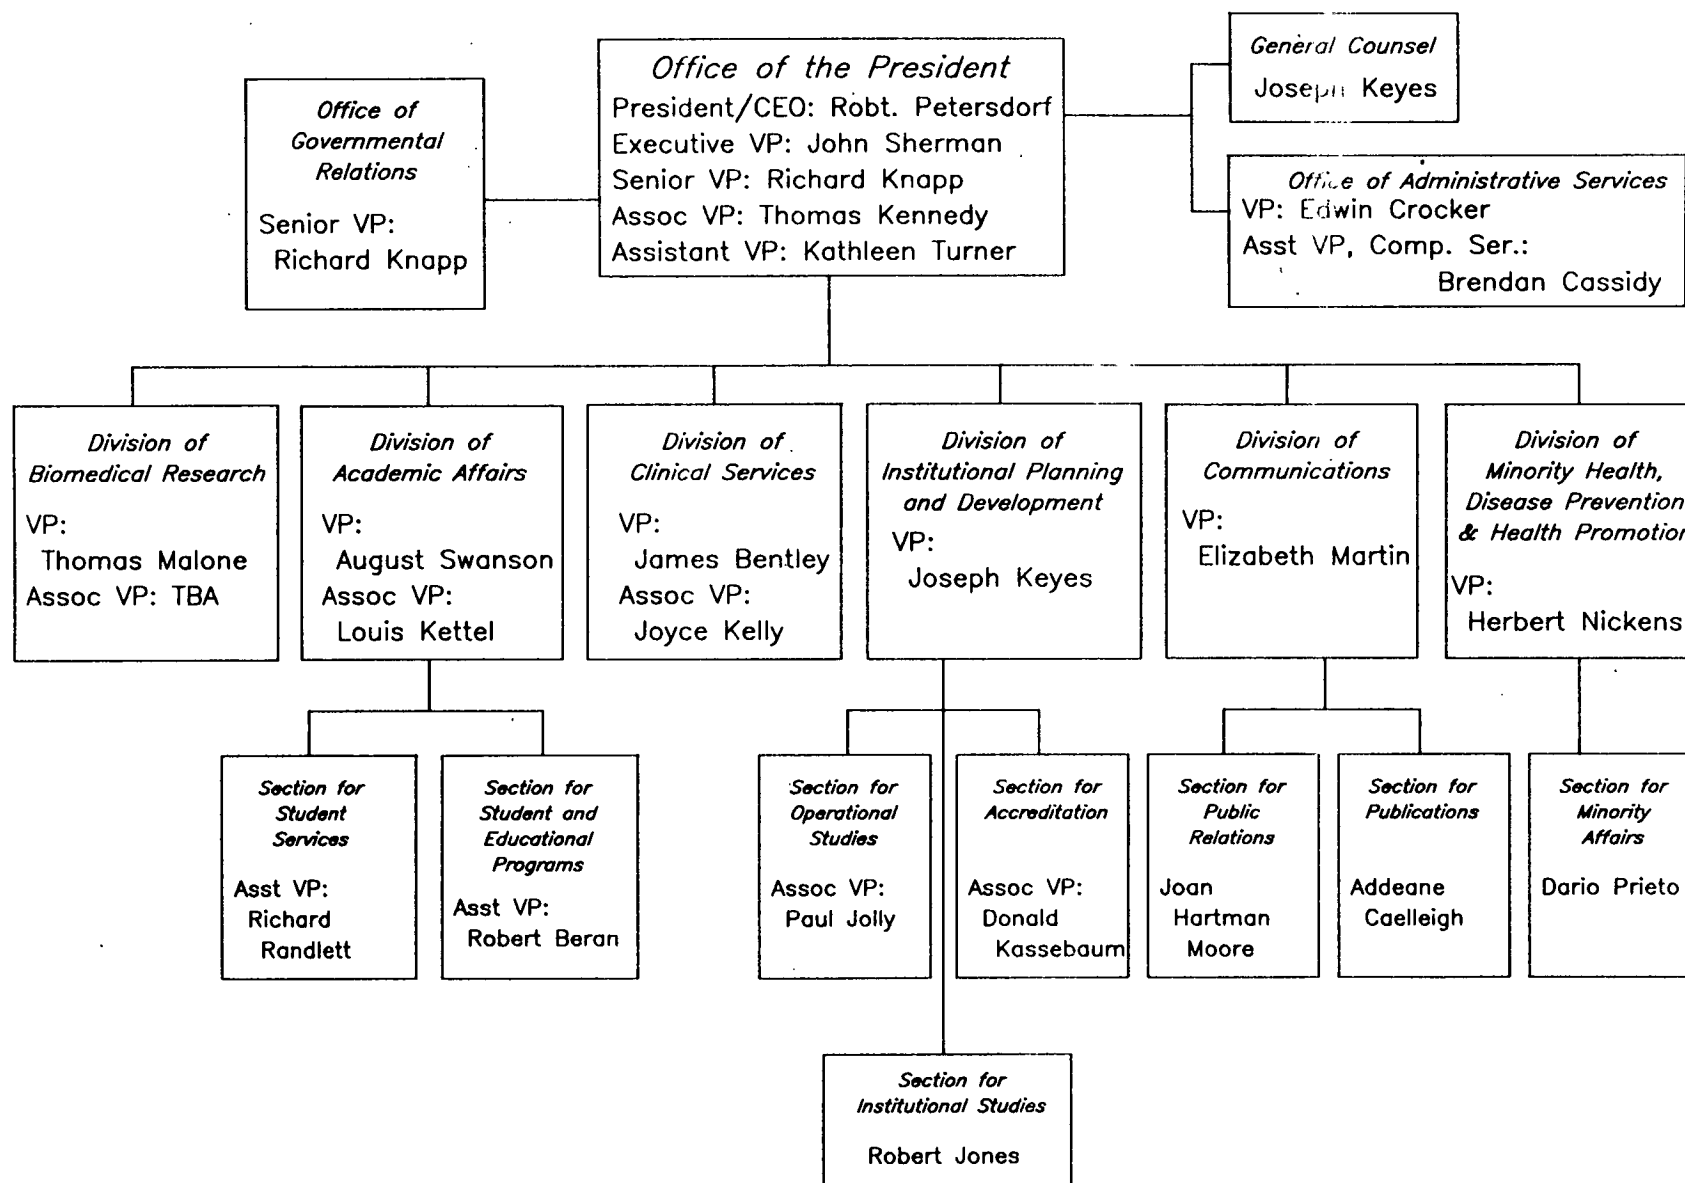 Office of
Governmental
Relations
Senior VP:
Richard Knapp
Office of the President
President/CEO: Robt. Petersdorf
Executive VP: John Sherman
Senior VP: Richard Knapp
Assoc VP: Thomas Kennedy
Assistant VP: Kathleen Turner
General Counsel
Joseph Keyes
Office of Administrative Services
VP: Edwin Crocker
Asst VP, Comp. Ser.:
Brendan Cassidy
Division of
Biomedical Research
VP:
Thomas Malone
Assoc VP: TBA
Division of
Academic Affairs
VP:
August Swanson
Assoc VP:
Louis Kettel
Division of
Clinical Services
VP:
James Bentley
Assoc VP:
Joyce Kelly
Division of
Institutional Planning
and Development
VP:
Joseph Keyes
Division of
Communications
VP:
Elizabeth Martin
Division of
Minority Health,
Disease Prevention
& Health Promotion
VP:
Herbert Nickens
Section for
Student
Services
Asst VP:
Richard
Randlett
Section for
Student and
Educational
Programs
Asst VP:
Robert Beran
Section for
Operational
Studies
Assoc VP:
Paul Jolly
Section for
Accreditation
Assoc VP:
Donald
Kassebaum
Section for
Public
Relations
Joan
Hartman
Moore
Section for
Publications
Addeane
Caelleigh
Section for
Minority
Affairs
Dario Prieto
Section for
Institutional Studies
Robert Jones